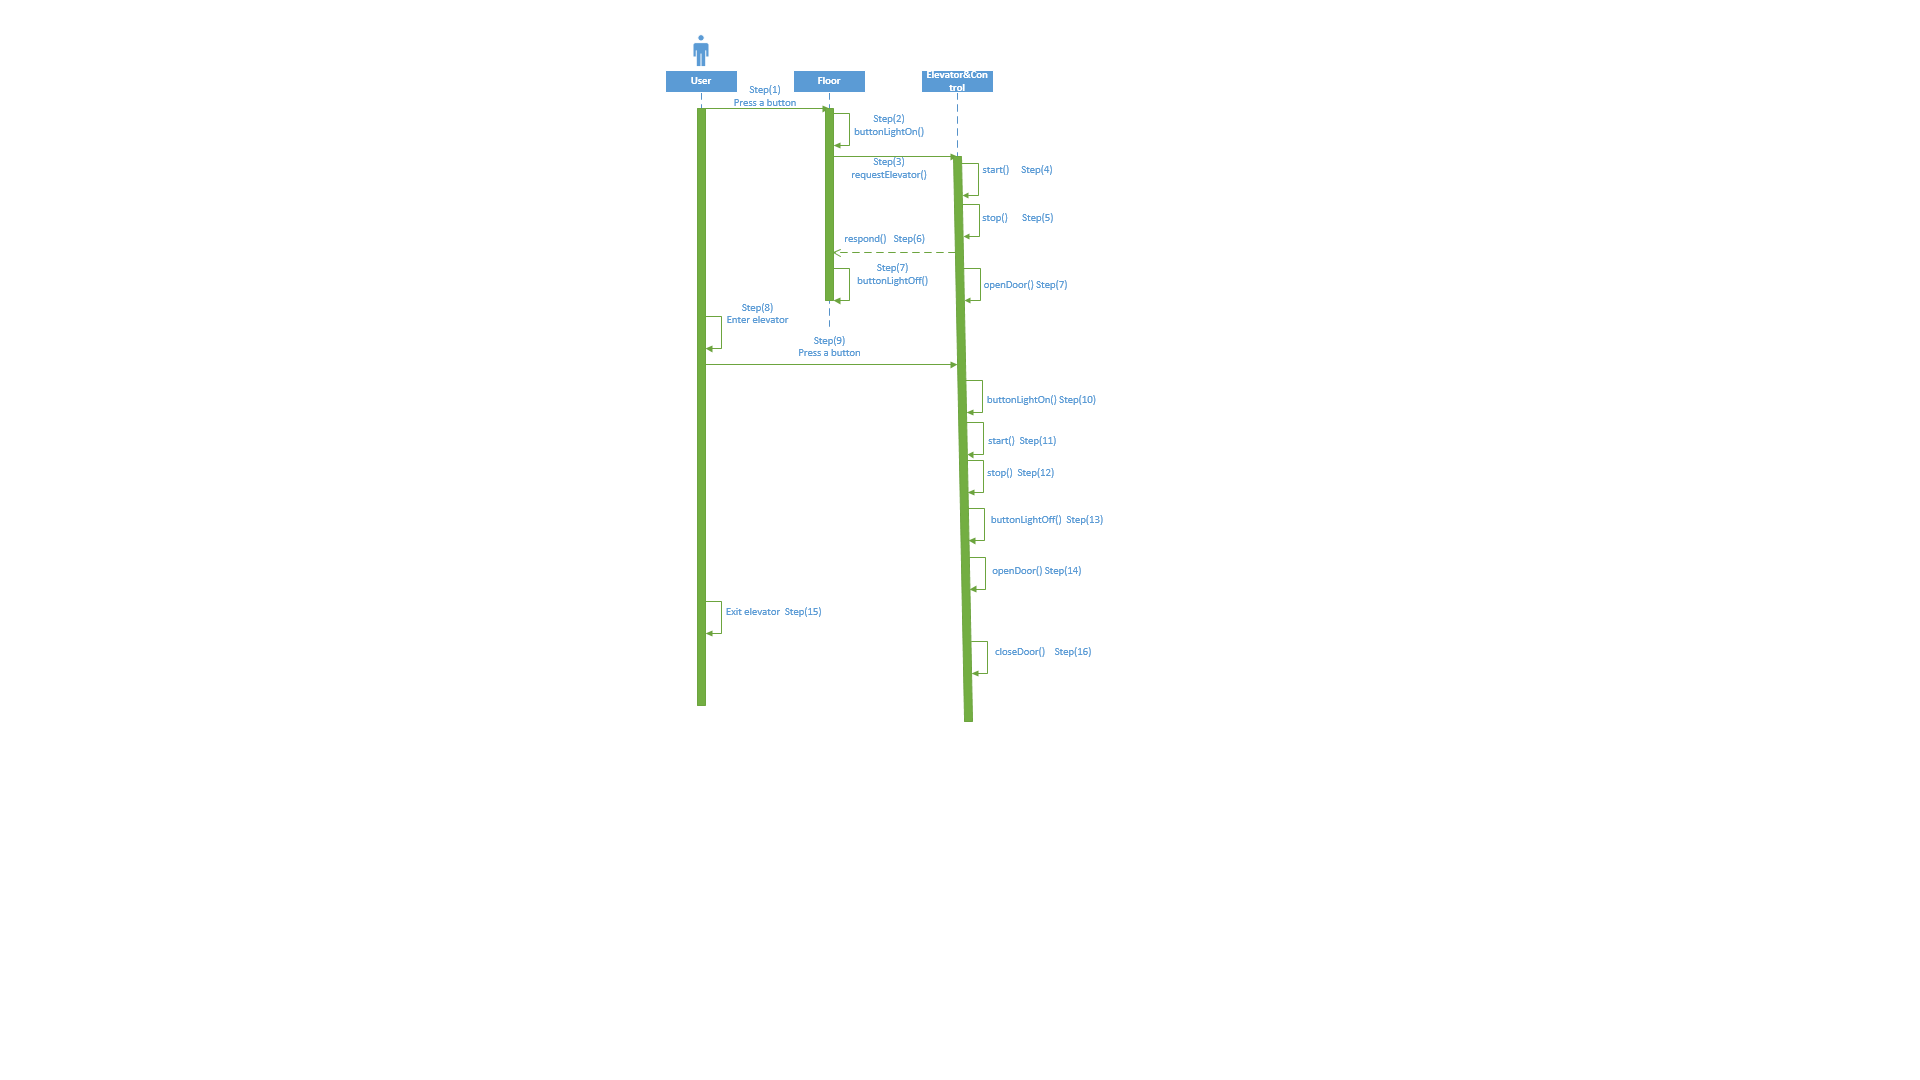 User
Floor
Elevator&Con
trol
Step(1)
Press a button
Step(2)
buttonLightOn()
Step(3)
requestElevator()
start() Step(4)
stop() Step(5)
respond() Step(6)
Step(7)
buttonLightOff()
openDoor() Step(7)
Step(8)
Enter elevator
Step(9)
Press a button
buttonLightOn() Step(10)
start() Step(11)
stop() Step(12)
buttonLightOff() Step(13)
openDoor() Step(14)
Exit elevator Step(15)
closeDoor() Step(16)